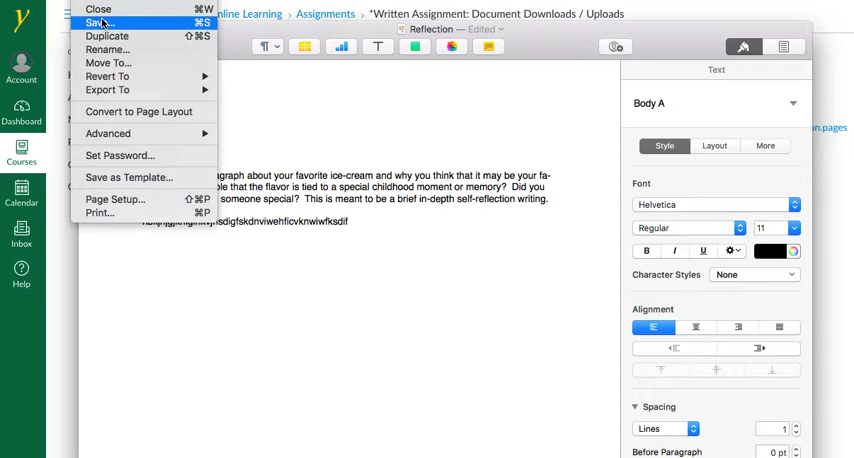 y
Account
Dashboard
Courses
Calendar
Inbox
Help
nline Learning › Assignments › *Written Assignment: Document Downloads / Uploads
Reflection — Edited
Close ⌘W
Save... ⌘S
Duplicate ⇧⌘S
Rename...
Move To...
Revert To
Export To
Convert to Page Layout
Advanced
Set Password...
Save as Template...
Page Setup... ⇧⌘P
Print... ⌘P
agraph about your favorite ice-cream and why you think that it may be your fa-
ble that the flavor is tied to a special childhood moment or memory? Did you
someone special? This is meant to be a brief in-depth self-reflection writing.
Text
Body A
on.pages
Style Layout More
Font
Helvetica
Regular 11
B I U
Character Styles None
Alignment
Spacing
Lines 1
Before Paragraph 0 pt